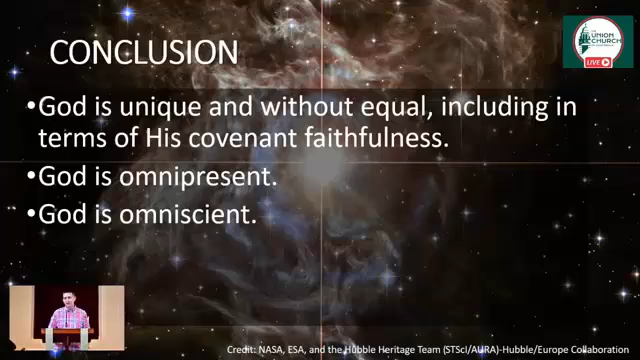 CONCLUSION
UNION
CHURCH
LIVE
•God is unique and without equal, including in
terms of His covenant faithfulness.
•God is omnipresent.
•God is omniscient.
Credit: NASA, ESA, and the Hubble Heritage Team (STScI/AURA)-Hubble/Europe Collaboration